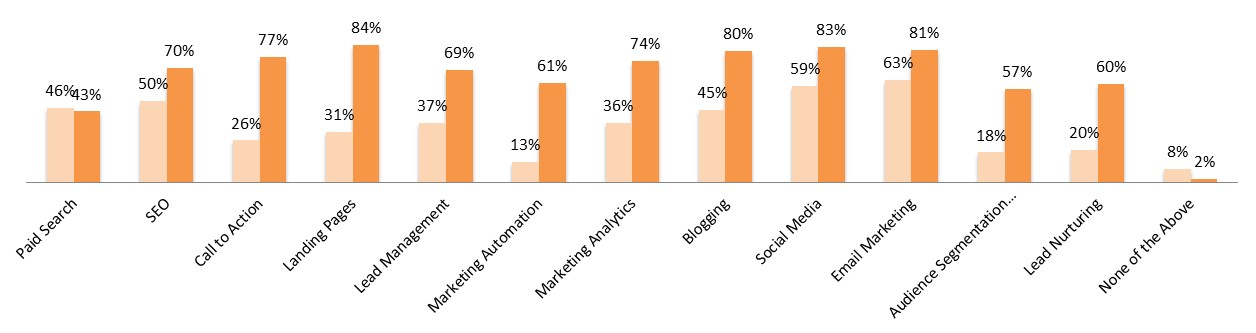 46%
43%
50%
70%
26%
77%
31%
84%
37%
69%
13%
61%
36%
74%
45%
80%
59%
83%
63%
81%
18%
57%
20%
60%
8%
2%
Paid Search
SEO
Call to Action
Landing Pages
Lead Management
Marketing Automation
Marketing Analytics
Blogging
Social Media
Email Marketing
Audience Segmentation...
Lead Nurturing
None of the Above